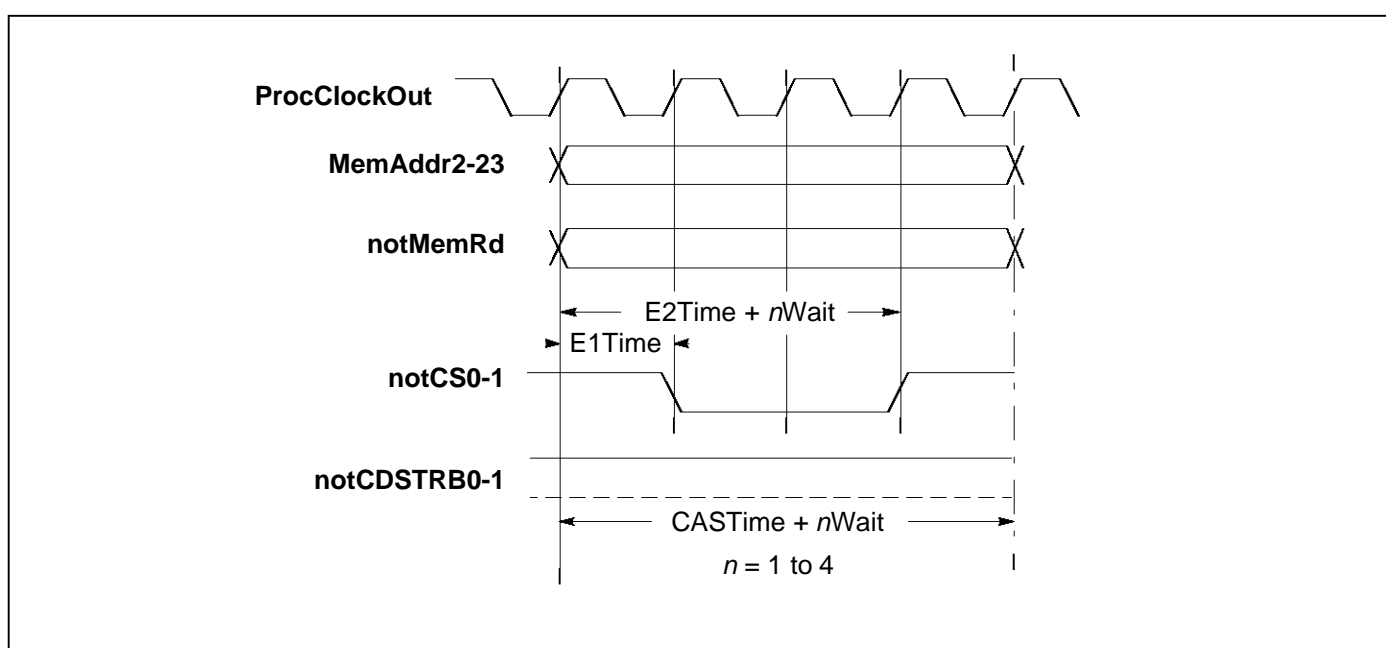 ProcClockOut
MemAddr2-23
notMemRd
E2Time + nWait
E1Time
notCS0-1
notCDSTRB0-1
CASTime + nWait
n = 1 to 4